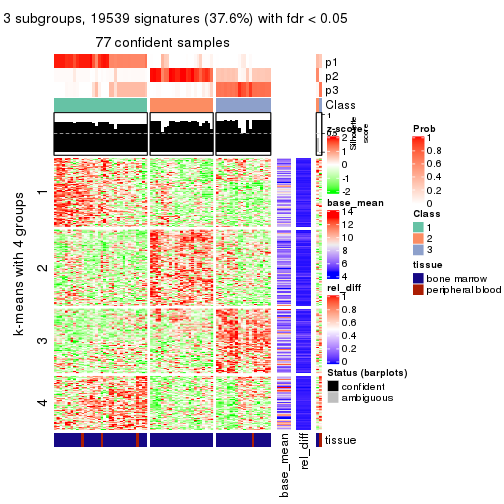 3 subgroups, 19539 signatures (37.6%) with fdr < 0.05
77 confident samples
p1
p2
p3
Class
1
0.5
0
Silhouette
score
k-means with 4 groups
1
2
3
4
tissue
base_mean
rel_diff
z-score
2
1
0
-1
-2
base_mean
14
12
10
8
6
4
rel_diff
1
0.8
0.6
0.4
0.2
0
Status (barplots)
confident
ambiguous
Prob
1
0.8
0.6
0.4
0.2
0
Class
1
2
3
tissue
bone marrow
peripheral blood